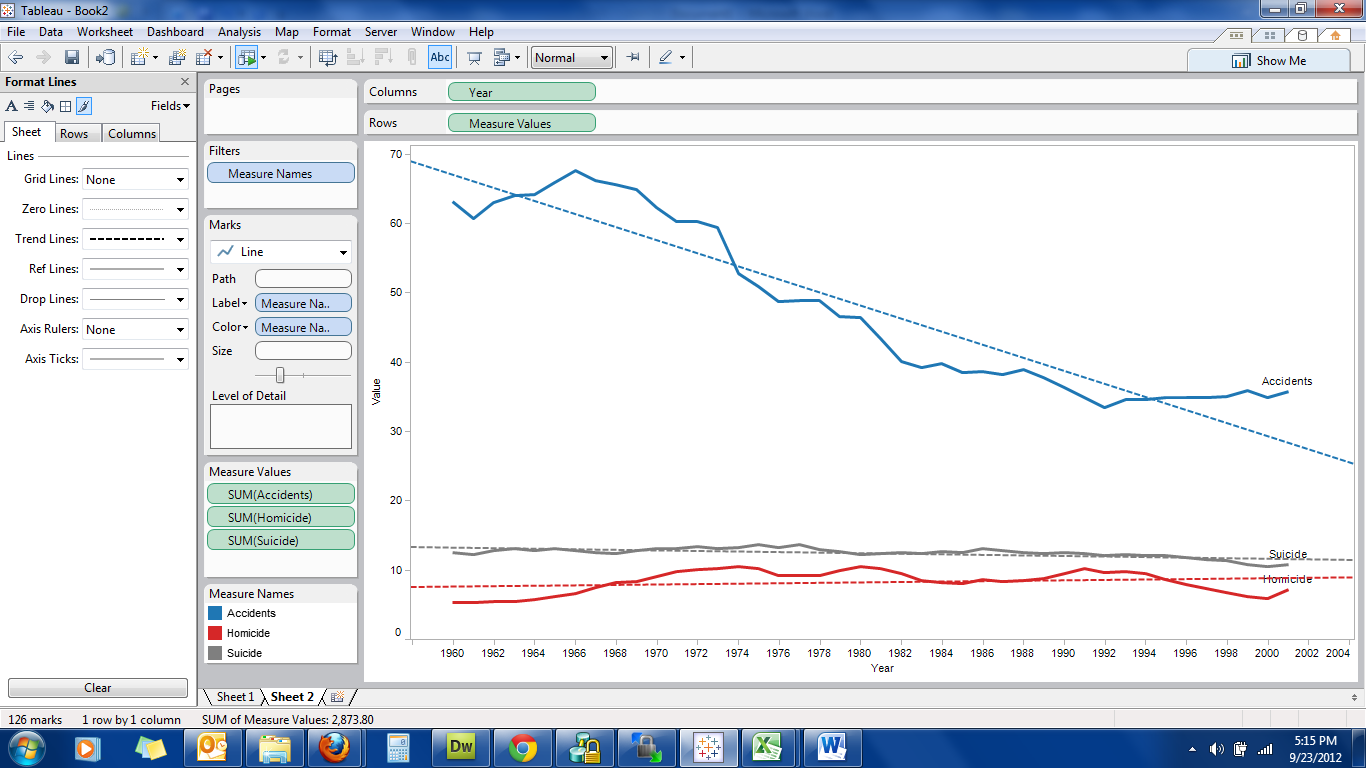 Tableau - Book2
File Data Worksheet Dashboard Analysis Map Format Server Window Help
Abc Normal
Show Me
Format Lines
Fields
Sheet Rows Columns
Lines
Grid Lines: None
Zero Lines:
Trend Lines:
Ref Lines:
Drop Lines:
Axis Rulers: None
Axis Ticks:
Clear
Pages
Filters
Measure Names
Marks
Line
Path
Label Measure Na..
Color Measure Na..
Size
Level of Detail
Measure Values
SUM(Accidents)
SUM(Homicide)
SUM(Suicide)
Measure Names
Accidents
Homicide
Suicide
Columns Year
Rows Measure Values
70
60
50
40
30
20
10
0
Value
Accidents
Suicide
Homicide
1960 1962 1964 1966 1968 1970 1972 1974 1976 1978 1980 1982 1984 1986 1988 1990 1992 1994 1996 1998 2000 2002 2004
Year
Sheet 1 Sheet 2
126 marks 1 row by 1 column SUM of Measure Values: 2,873.80
Dw
5:15 PM
9/23/2012